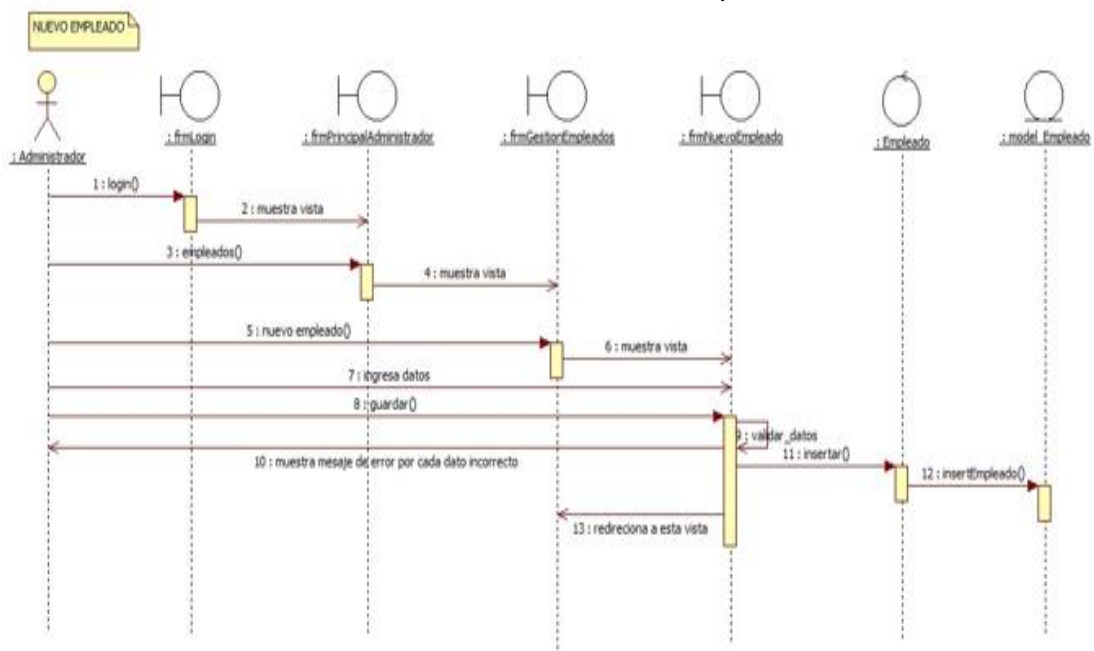 NUEVO EMPLEADO
: Administrador
: frmLogin
: frmPrincipalAdministrador
: frmGestionEmpleados
: frmNuevoEmpleado
: Empleado
: model_Empleado
1 : login()
2 : muestra vista
3 : empleados()
4 : muestra vista
5 : nuevo empleado()
6 : muestra vista
7 : ingresa datos
8 : guardar()
9 : validar_datos
10 : muestra mesaje de error por cada dato incorrecto
11 : insertar()
12 : insertEmpleado()
13 : redireciona a esta vista